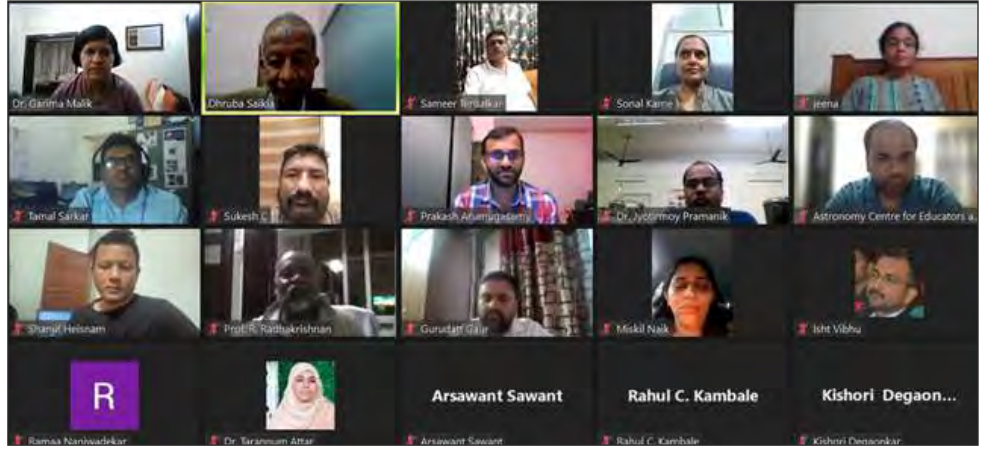 Dr. Garima Malik
Dhruba Saikia
Sameer Terdalkar
Sonal Kame
jeena
Tamal Sarkar
Sukesh C
Prakash Arumugasamy
Dr. Jyotirmoy Pramanik
Astronomy Centre for Educators a..
Shanuf Heisnam
Prof. R. Radhakrishnan
Gurudatt Gaur
Miskil Naik
Isht Vibhu
R
Ramaa Naniwadekar
Dr. Tarannum Attar
Arsawant Sawant
Arsawant Sawant
Rahul C. Kambale
Rahul C. Kambale
Kishori Degaon...
Kishori Degaonkar